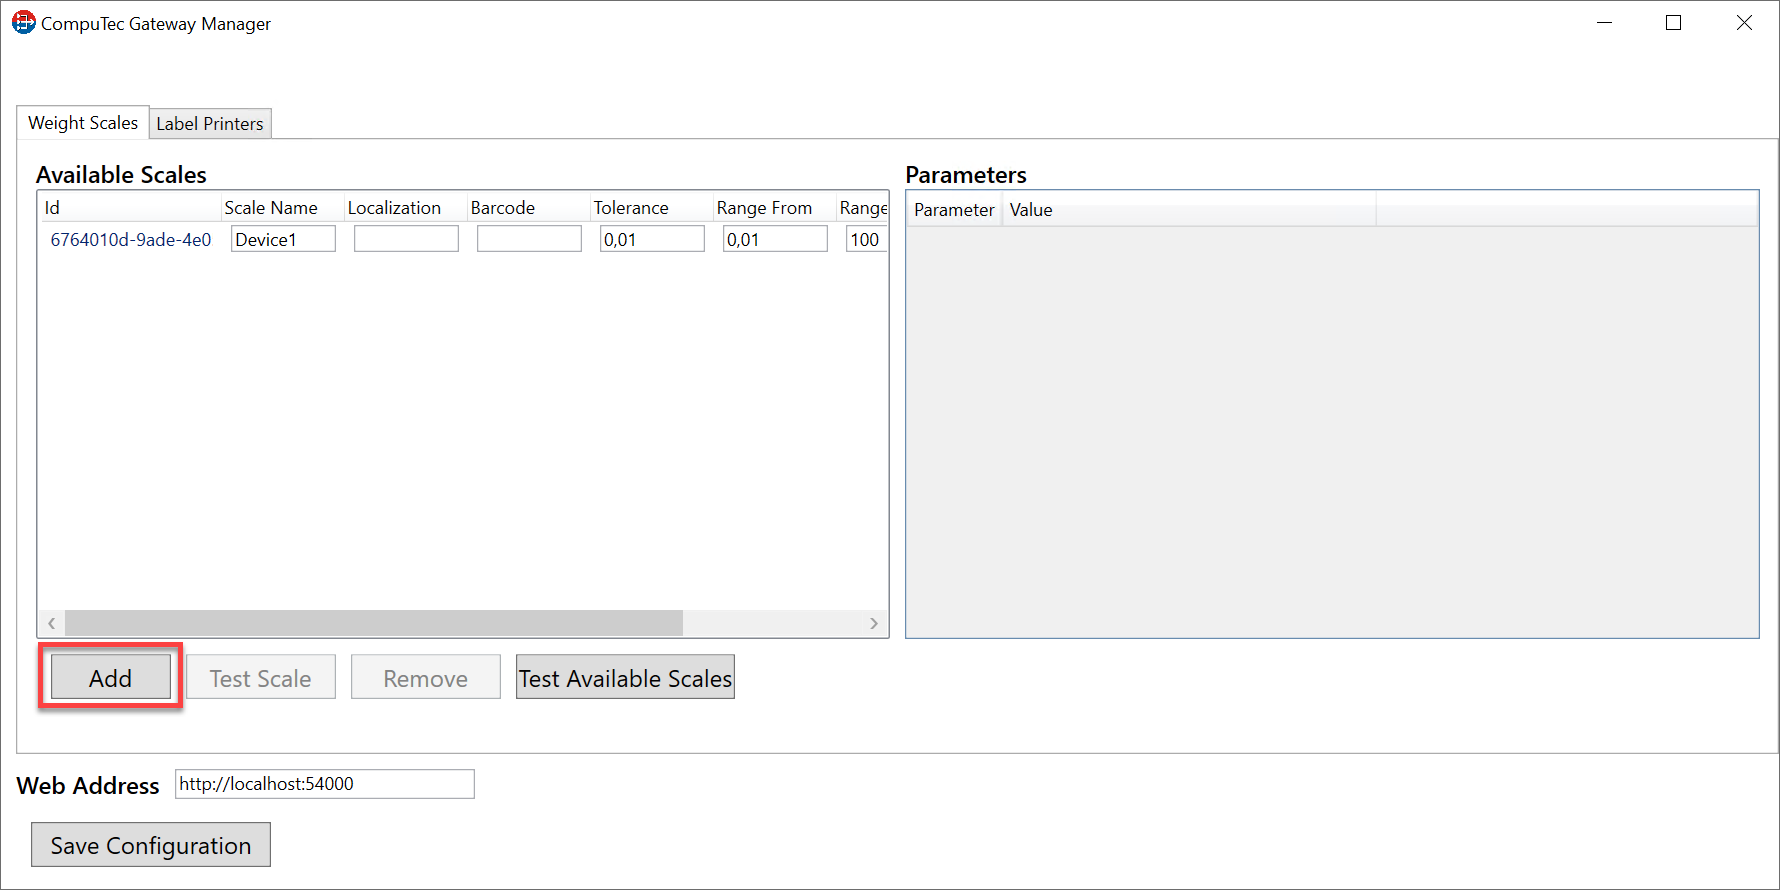 CompuTec Gateway Manager
Weight Scales Label Printers
Available Scales
Id Scale Name Localization Barcode Tolerance Range From Range
6764010d-9ade-4e0 Device1 0,01 0,01 100
Add Test Scale Remove Test Available Scales
Parameters
Parameter Value
Web Address http://localhost:54000
Save Configuration